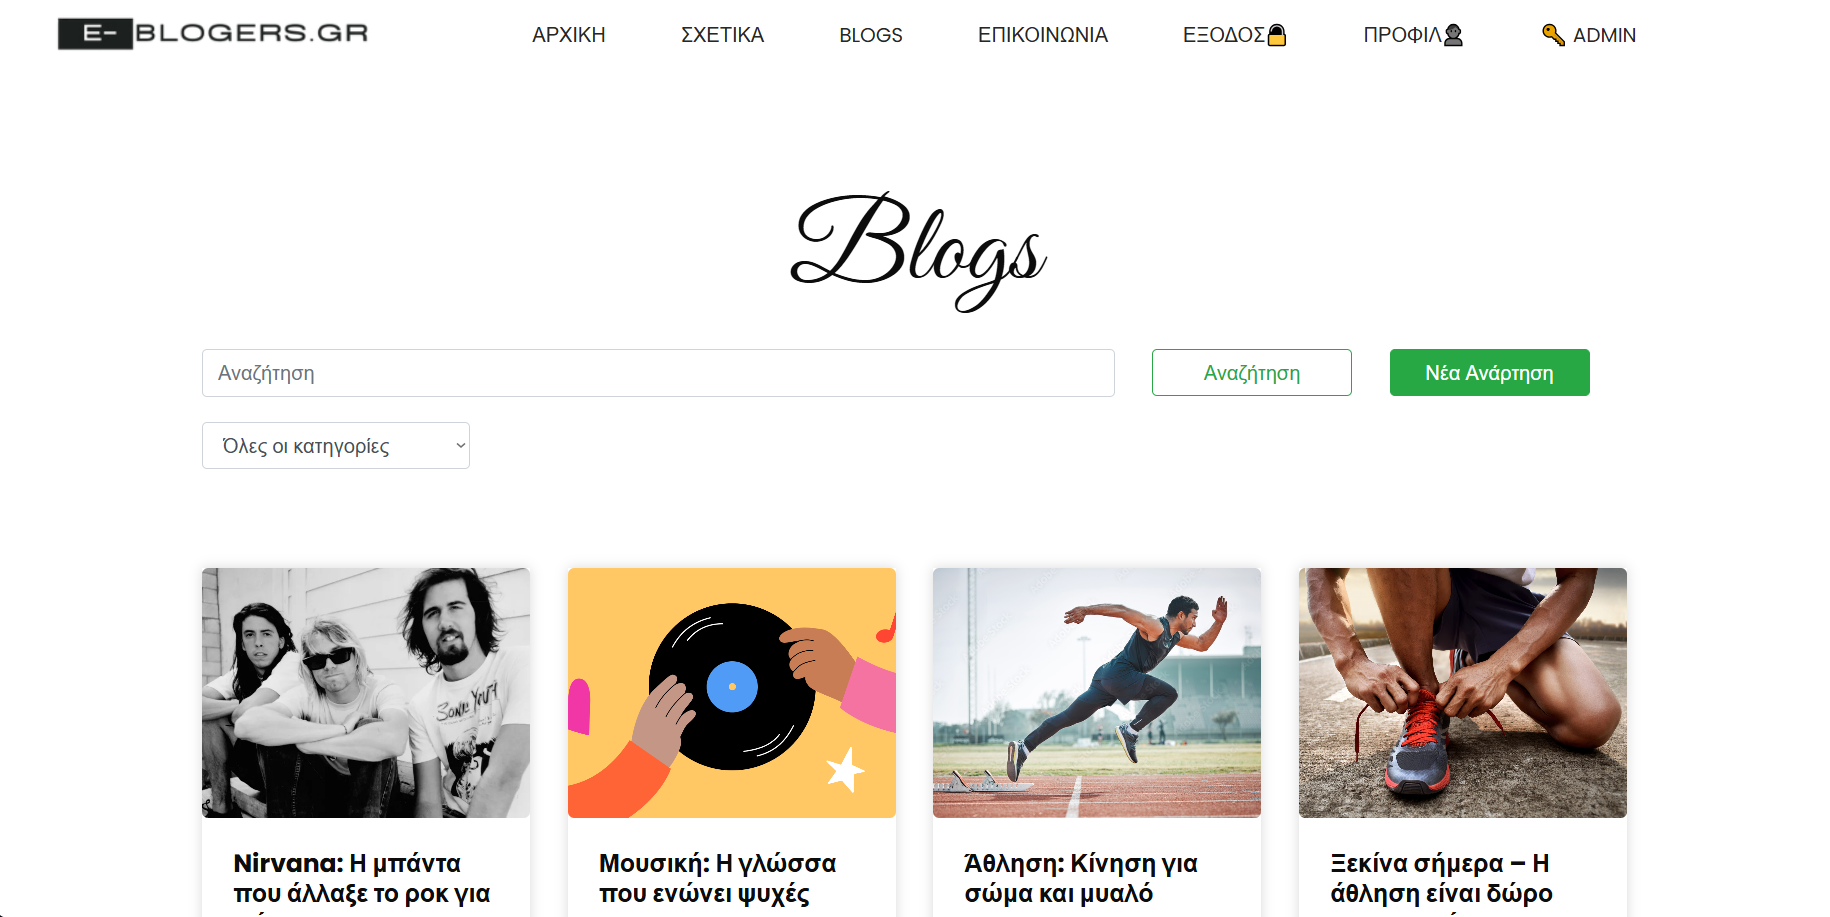 E-BLOGERS.GR
ΑΡΧΙΚΗ ΣΧΕΤΙΚΑ BLOGS ΕΠΙΚΟΙΝΩΝΙΑ ΕΞΟΔΟΣ ΠΡΟΦΙΛ ADMIN
Blogs
Αναζήτηση Αναζήτηση Νέα Ανάρτηση
Όλες οι κατηγορίες
SONIC YOUTH
Nirvana: Η μπάντα
που άλλαξε το ροκ για
Μουσική: Η γλώσσα
που ενώνει ψυχές
Άθληση: Κίνηση για
σώμα και μυαλό
Ξεκίνα σήμερα – Η
άθληση είναι δώρο